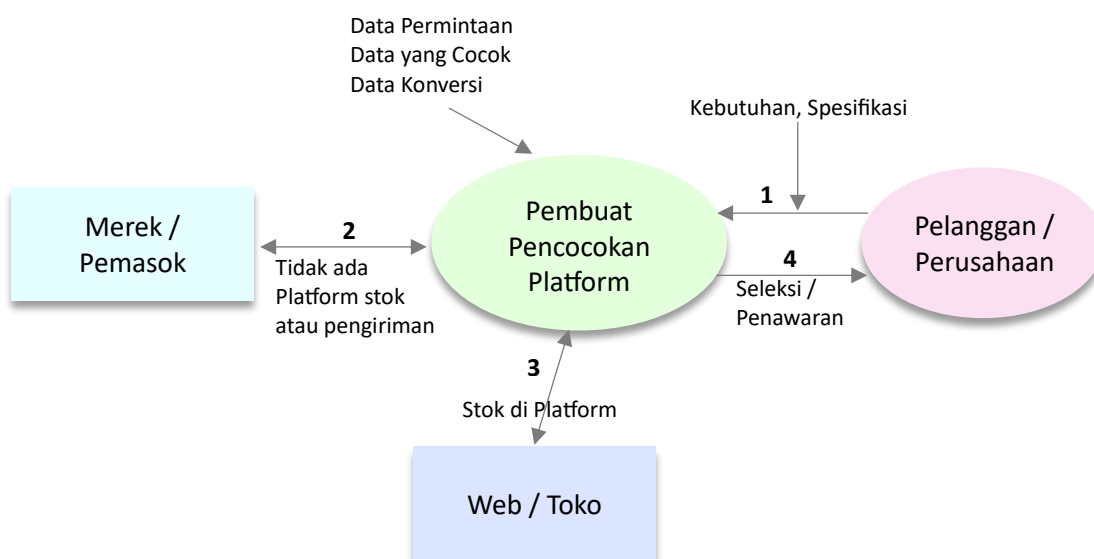 Data Permintaan
Data yang Cocok
Data Konversi
Kebutuhan, Spesifikasi
Merek /
Pemasok
2
Tidak ada
Platform stok
atau pengiriman
Pembuat
Pencocokan
Platform
1
4
Seleksi /
Penawaran
Pelanggan /
Perusahaan
3
Stok di Platform
Web / Toko